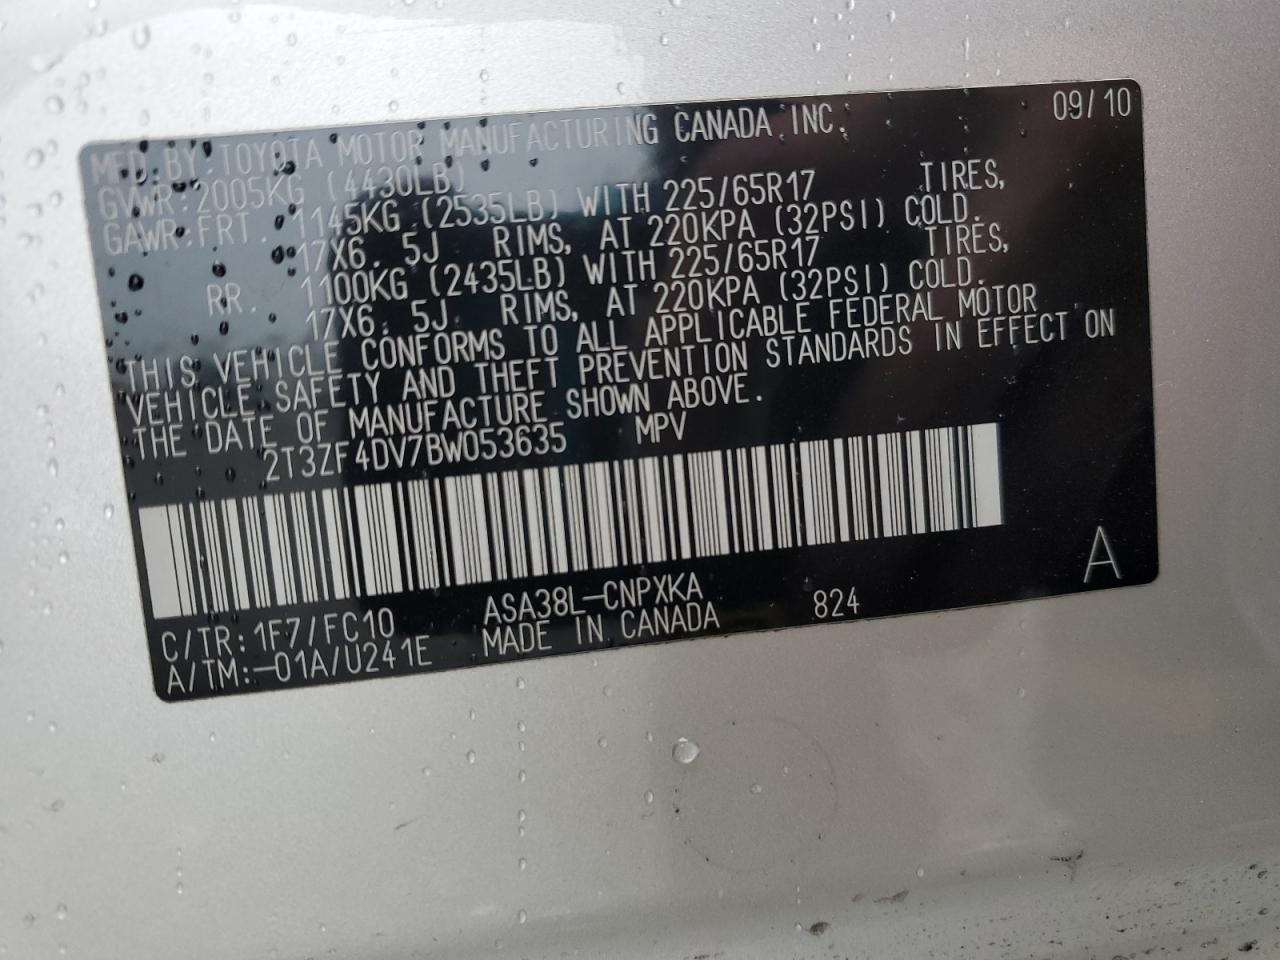 MFD. BY: TOYOTA MOTOR MANUFACTURING CANADA INC. 09/10
GVWR: 2005KG (4430LB)
GAWR: FRT. 1145KG (2535LB) WITH 225/65R17 TIRES,
17X6. 5J RIMS, AT 220KPA (32PSI) COLD.
RR. 1100KG (2435LB) WITH 225/65R17 TIRES,
17X6. 5J RIMS, AT 220KPA (32PSI) COLD.
THIS VEHICLE CONFORMS TO ALL APPLICABLE FEDERAL MOTOR
VEHICLE SAFETY AND THEFT PREVENTION STANDARDS IN EFFECT ON
THE DATE OF MANUFACTURE SHOWN ABOVE.
2T3ZF4DV7BW053635 MPV
C/TR: 1F7/FC10 ASA38L-CNPXKA 824 A
A/TM:-01A/U241E MADE IN CANADA